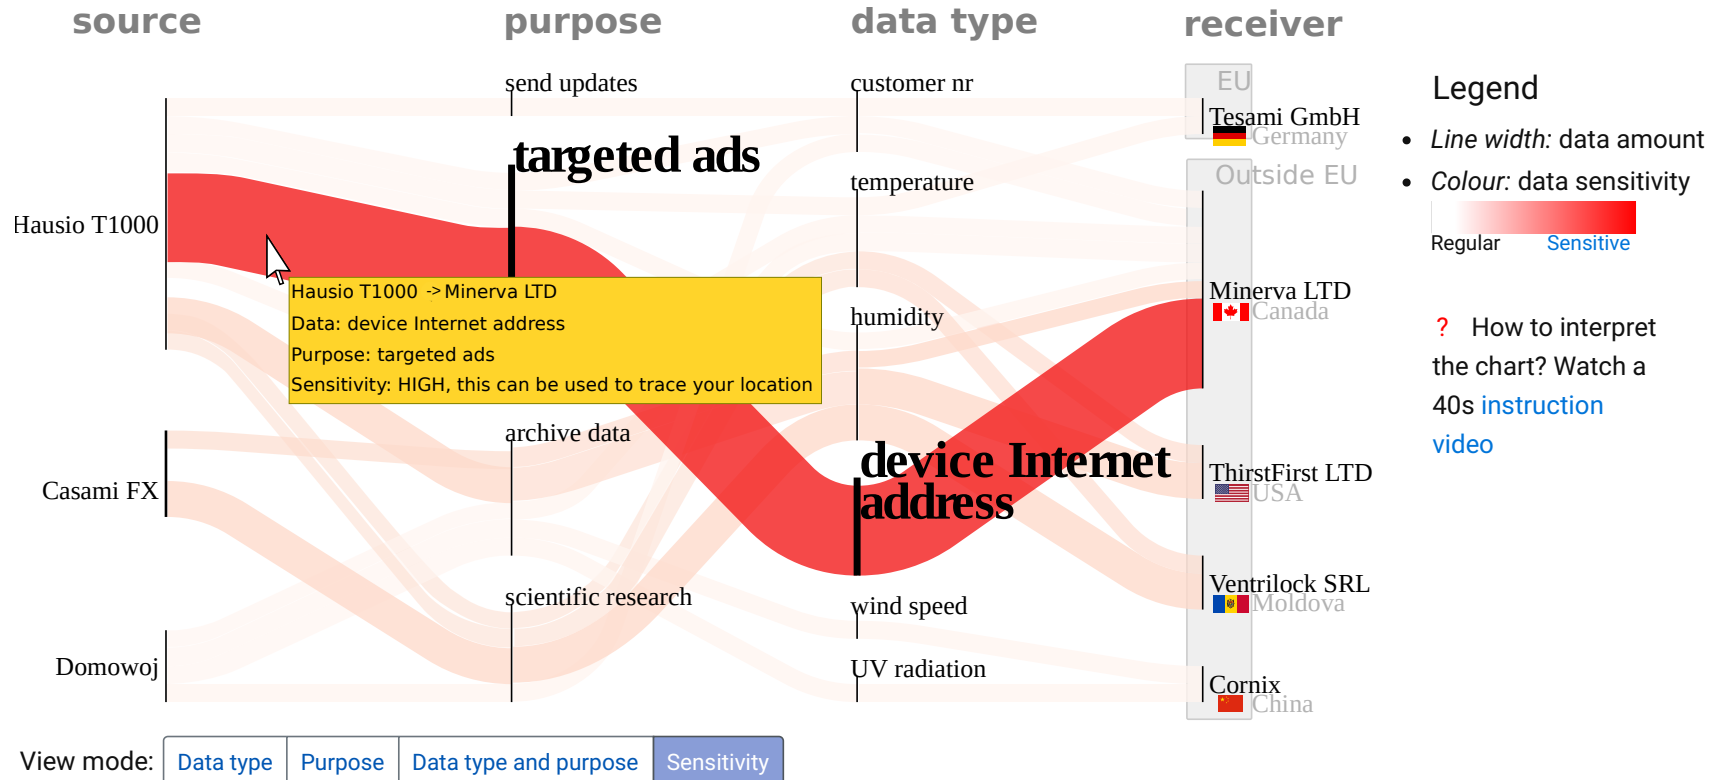 source
purpose
data type
receiver
send updates
customer nr
EU
Tesami GmbH
Germany
targeted ads
temperature
Outside EU
Hausio T1000
Minerva LTD
Canada
Hausio T1000 -> Minerva LTD
Data: device Internet address
Purpose: targeted ads
Sensitivity: HIGH, this can be used to trace your location
humidity
archive data
device Internet
address
ThirstFirst LTD
USA
Casami FX
scientific research
wind speed
Ventrilock SRL
Moldova
Domowoj
UV radiation
Cornix
China
Legend
• Line width: data amount
• Colour: data sensitivity
Regular
Sensitive
? How to interpret
the chart? Watch a
40s instruction
video
View mode: Data type Purpose Data type and purpose Sensitivity